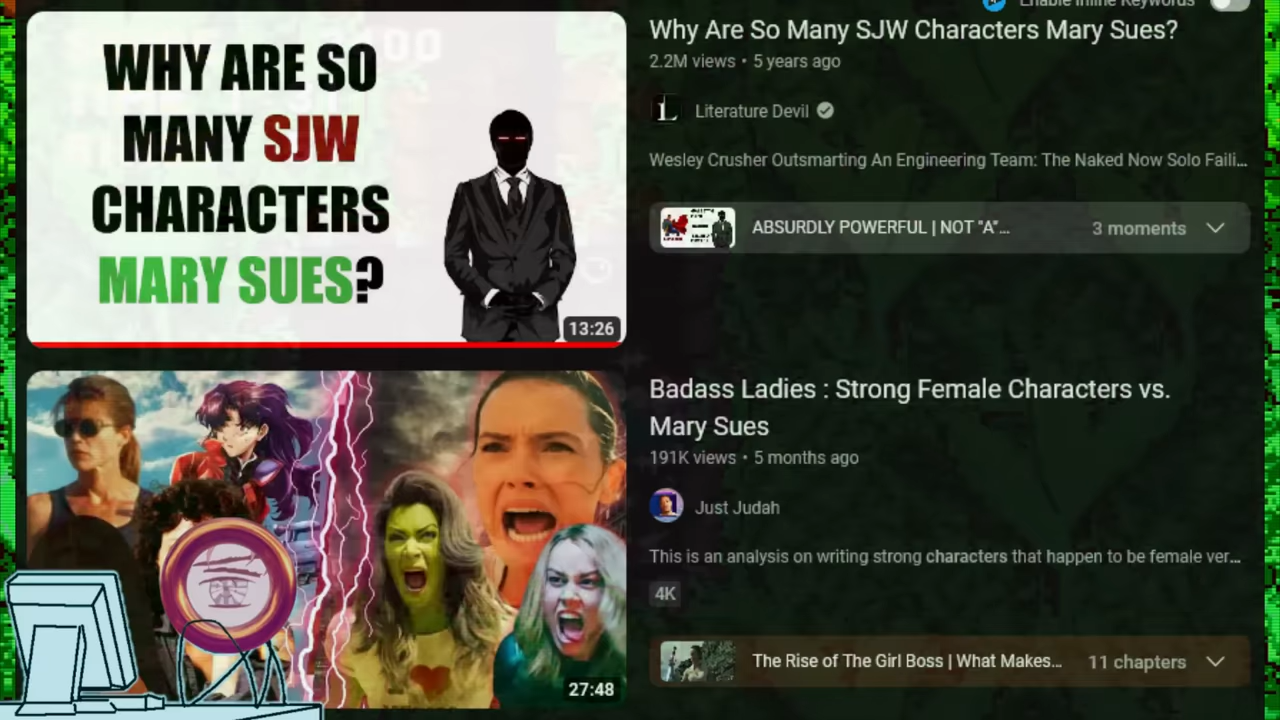 Enable Inline Keywords
WHY ARE SO
MANY SJW
CHARACTERS
MARY SUES?
13:26
Why Are So Many SJW Characters Mary Sues?
2.2M views • 5 years ago
L
Literature Devil
Wesley Crusher Outsmarting An Engineering Team: The Naked Now Solo Faili...
ABSURDLY POWERFUL | NOT "A"...
3 moments
27:48
Badass Ladies : Strong Female Characters vs.
Mary Sues
191K views • 5 months ago
Just Judah
This is an analysis on writing strong characters that happen to be female ver...
4K
The Rise of The Girl Boss | What Makes...
11 chapters